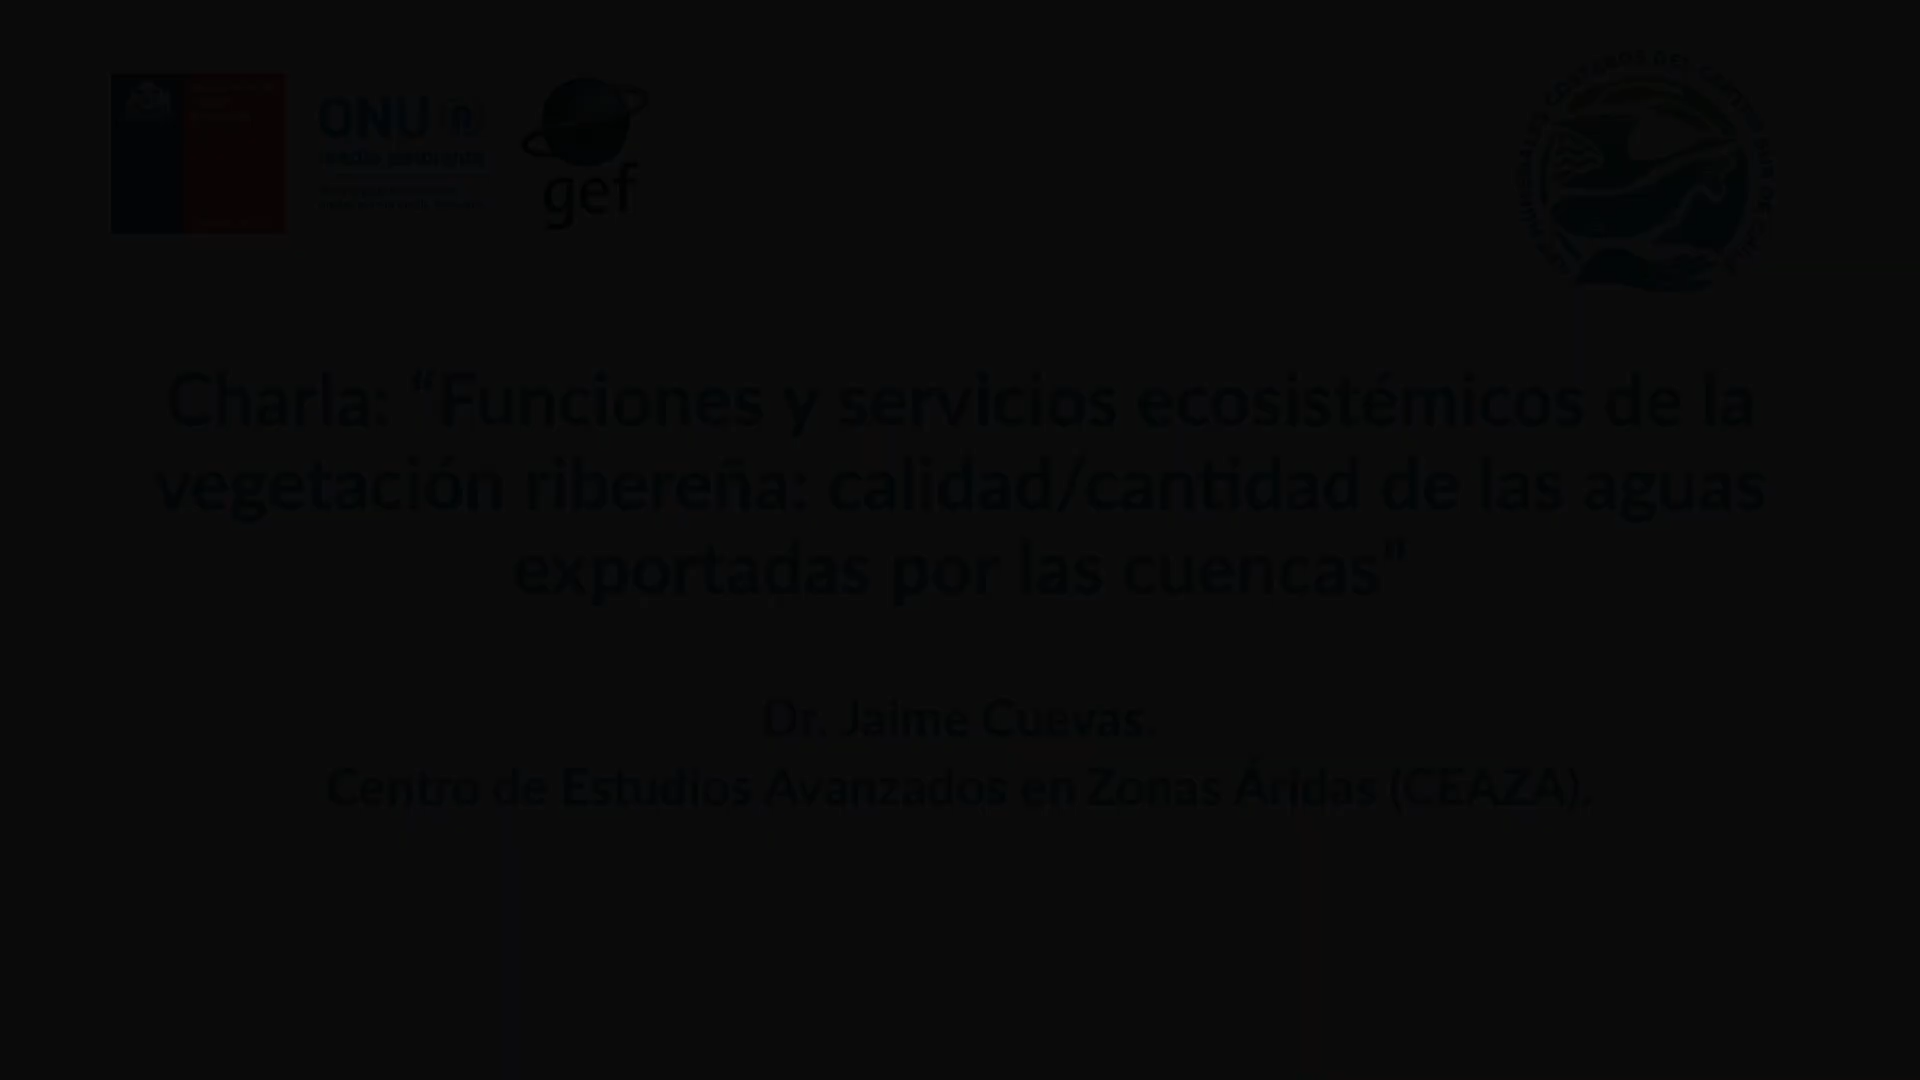 ONU
medio ambiente
gef
Charla: “Funciones y servicios ecosistémicos de la
vegetación ribereña: calidad/cantidad de las aguas
exportadas por las cuencas"
Dr. Jaime Cuevas.
Centro de Estudios Avanzados en Zonas Áridas (CEAZA).